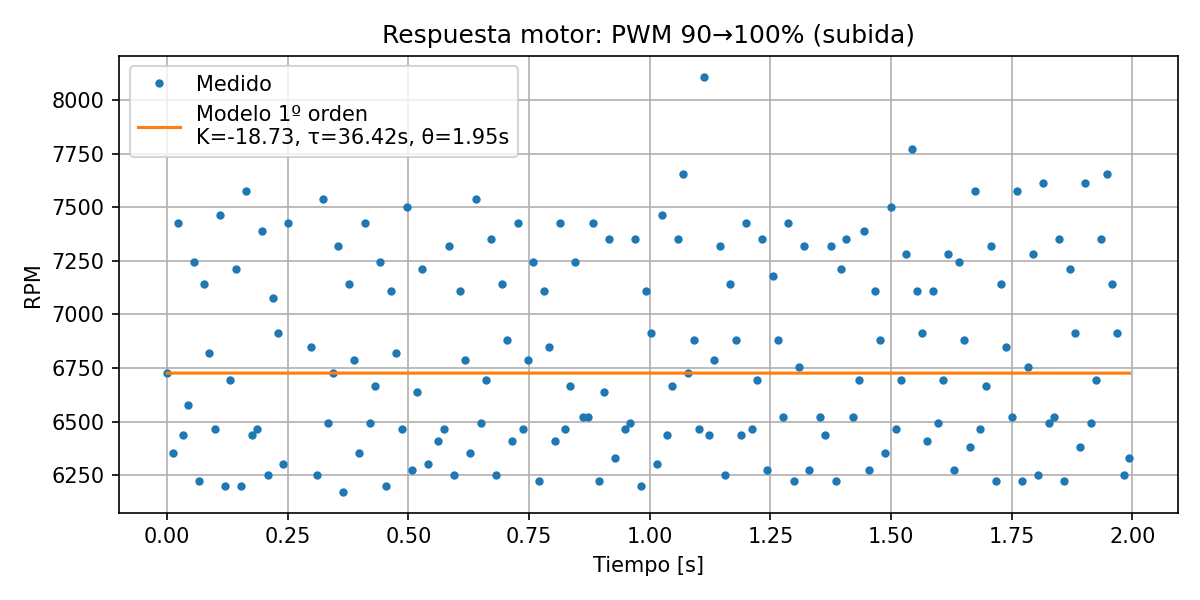 Respuesta motor: PWM 90→100% (subida)
Medido
Modelo 1º orden
K=-18.73, τ=36.42s, θ=1.95s
RPM
8000
7750
7500
7250
7000
6750
6500
6250
0.00 0.25 0.50 0.75 1.00 1.25 1.50 1.75 2.00
Tiempo [s]